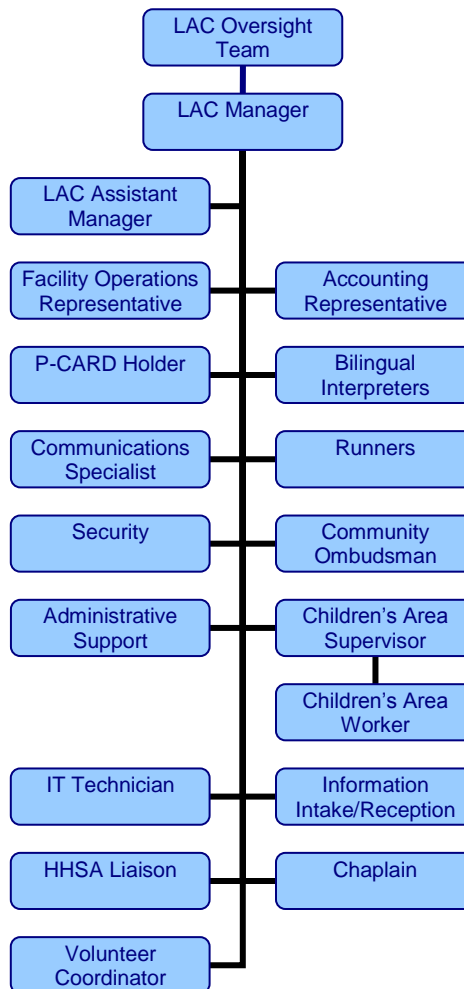 LAC Oversight
Team
LAC Manager
LAC Assistant
Manager
Facility Operations
Representative
Accounting
Representative
P-CARD Holder
Bilingual
Interpreters
Communications
Specialist
Runners
Security
Community
Ombudsman
Administrative
Support
Children’s Area
Supervisor
Children’s Area
Worker
IT Technician
Information
Intake/Reception
HHSA Liaison
Chaplain
Volunteer
Coordinator